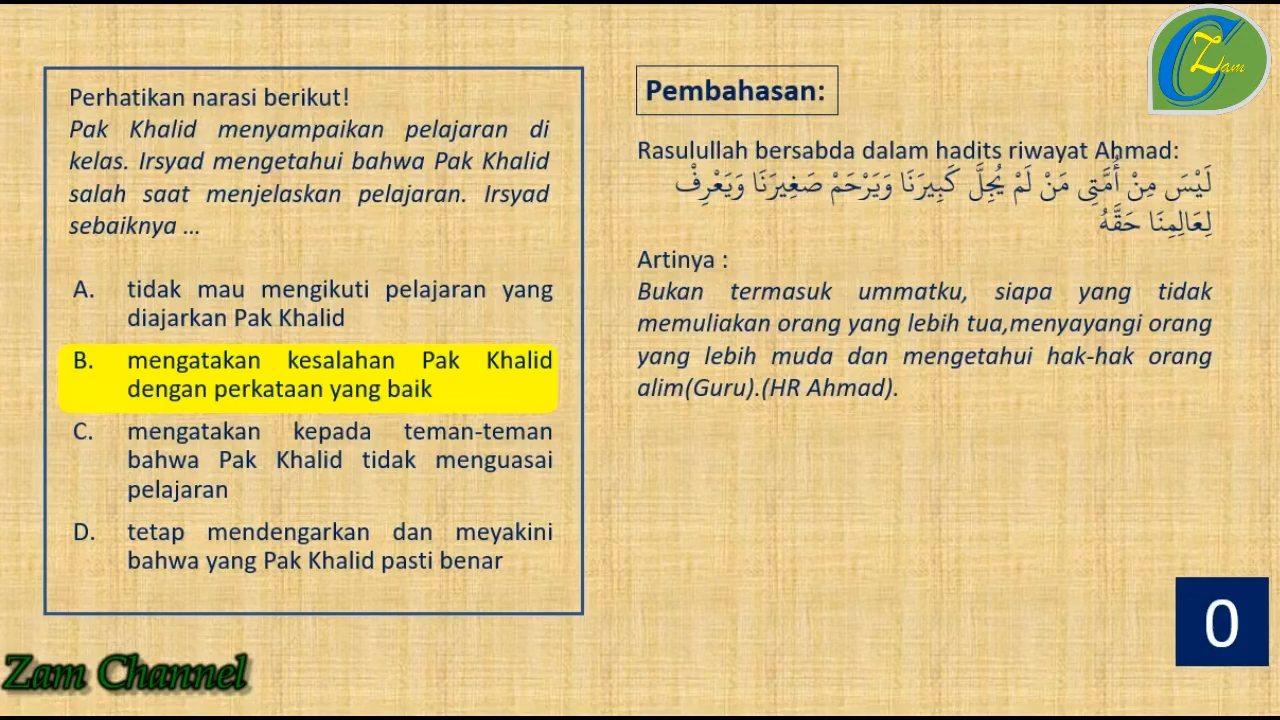 Perhatikan narasi berikut!
Pak Khalid menyampaikan pelajaran di
kelas. Irsyad mengetahui bahwa Pak Khalid
salah saat menjelaskan pelajaran. Irsyad
sebaiknya ...
A. tidak mau mengikuti pelajaran yang
diajarkan Pak Khalid
B. mengatakan kesalahan Pak Khalid
dengan perkataan yang baik
C. mengatakan kepada teman-teman
bahwa Pak Khalid tidak menguasai
pelajaran
D. tetap mendengarkan dan meyakini
bahwa yang Pak Khalid pasti benar
Pembahasan:
Rasulullah bersabda dalam hadits riwayat Ahmad:
لَيْسَ مِنْ أُمَّتِى مَنْ لَمْ يُجِلَّ كَبِيرَنَا وَيَرْحَمْ صَغِيرَنَا وَيَعْرِفْ
لِعَالِمِنَا حَقَّهُ
Artinya :
Bukan termasuk ummatku, siapa yang tidak
memuliakan orang yang lebih tua,menyayangi orang
yang lebih muda dan mengetahui hak-hak orang
alim(Guru).(HR Ahmad).
Zam
0
Zam Channel